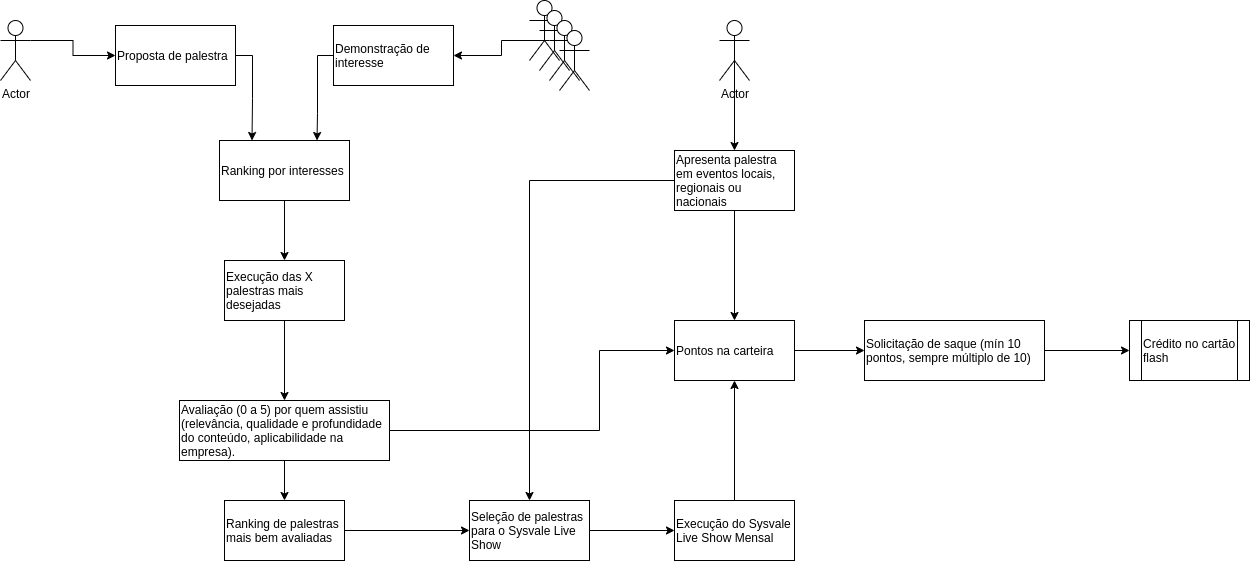 Actor
Proposta de palestra
Demonstração de
interesse
Actor
Ranking por interesses
Apresenta palestra
em eventos locais,
regionais ou
nacionais
Execução das X
palestras mais
desejadas
Pontos na carteira
Solicitação de saque (mín 10
pontos, sempre múltiplo de 10)
Crédito no cartão
flash
Avaliação (0 a 5) por quem assistiu
(relevância, qualidade e profundidade
do conteúdo, aplicabilidade na
empresa).
Ranking de palestras
mais bem avaliadas
Seleção de palestras
para o Sysvale Live
Show
Execução do Sysvale
Live Show Mensal